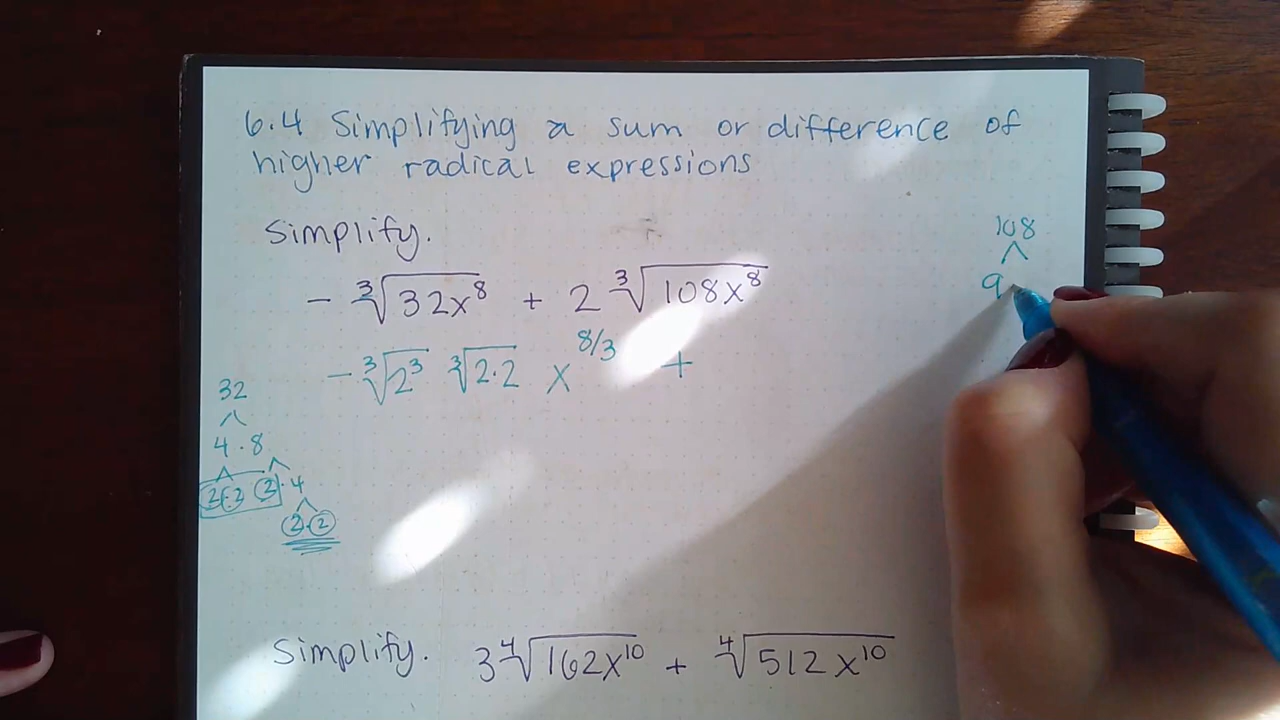 6.4 Simplifying a sum or difference of
higher radical expressions
Simplify.
- ∛(32x⁸) + 2 ∛(108x⁸)
- ∛(2³) ∛(2·2) x^(8/3) +
32
4 · 8
2 · 2 2 · 4
2 · 2
108
9
Simplify. 3∜(162x¹⁰) + ∜(512x¹⁰)